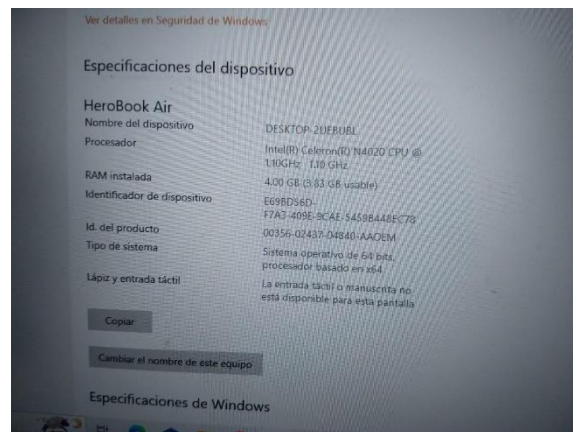 Ver detalles en Seguridad de Windows
Especificaciones del dispositivo
HeroBook Air
Nombre del dispositivo DESKTOP-2UEBUBL
Procesador Intel(R) Celeron(R) N4020 CPU @
1.10GHz 1.10 GHz
RAM instalada 4.00 GB (3.83 GB usable)
Identificador de dispositivo E69BD56D-
F7A3-409E-9CAE-54598448EC78
Id. del producto 00356-02437-04840-AAOEM
Tipo de sistema Sistema operativo de 64 bits,
procesador basado en x64
Lápiz y entrada táctil La entrada táctil o manuscrita no
está disponible para esta pantalla
Copiar
Cambiar el nombre de este equipo
Especificaciones de Windows